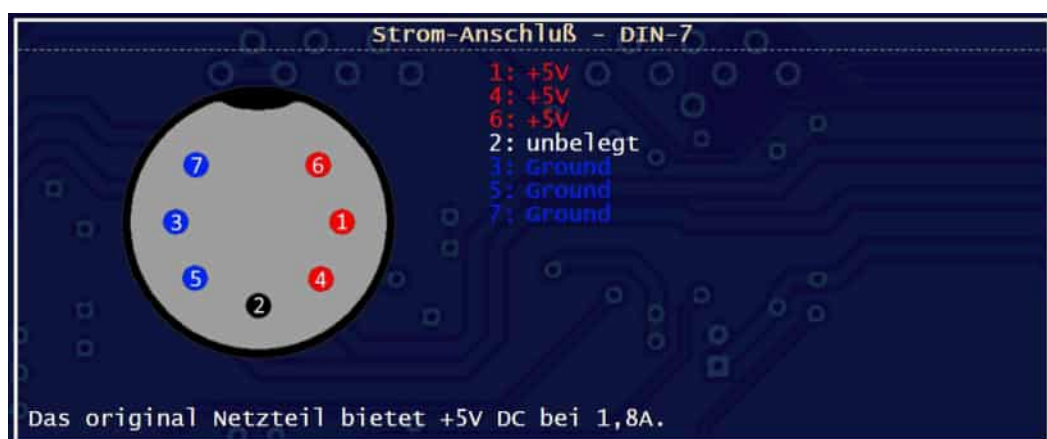 Strom-Anschluß - DIN-7
1: +5V
4: +5V
6: +5V
2: unbelegt
3: Ground
5: Ground
7: Ground
7
6
3
1
5
4
2
Das original Netzteil bietet +5V DC bei 1,8A.